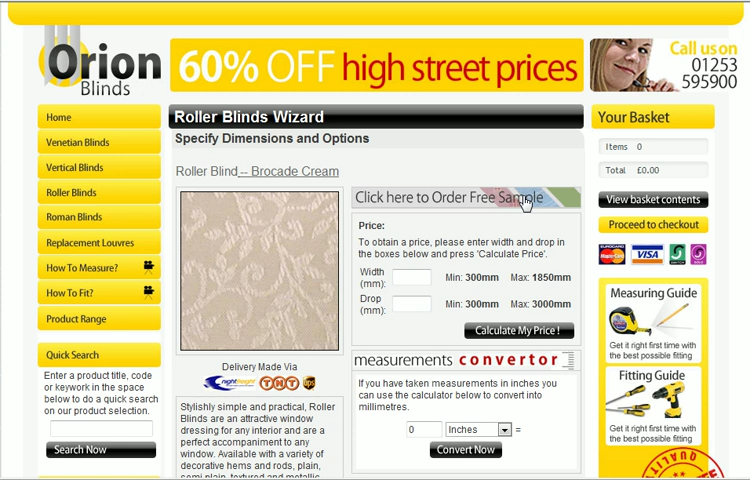 Orion
Blinds
60% OFF high street prices
Call us on
01253
595900
Home
Venetian Blinds
Vertical Blinds
Roller Blinds
Roman Blinds
Replacement Louvres
How To Measure?
How To Fit?
Product Range
Quick Search
Enter a product title, code
or keywork in the space
below to do a quick search
on our product selection.
Search Now
Roller Blinds Wizard
Specify Dimensions and Options
Roller Blind -- Brocade Cream
Delivery Made Via
nightfreight
TNT
ups
Stylishly simple and practical, Roller
Blinds are an attractive window
dressing for any interior and are a
perfect accompaniment to any
window. Available with a variety of
decorative hems and rods, plain,
semi plain, textured and metallic
Click here to Order Free Sample
Price:
To obtain a price, please enter width and drop in
the boxes below and press 'Calculate Price'.
Width (mm): Min: 300mm Max: 1850mm
Drop (mm): Min: 300mm Max: 3000mm
Calculate My Price !
measurements convertor
If you have taken measurements in inches you
can use the calculator below to convert into
millimetres.
0 Inches =
Convert Now
Your Basket
Items 0
Total £0.00
View basket contents
Proceed to checkout
EUROCARD
MasterCard
VISA
Measuring Guide
Get it right first time with
the best possible fitting
Fitting Guide
Get it right first time with
the best possible fitting
QUALITY